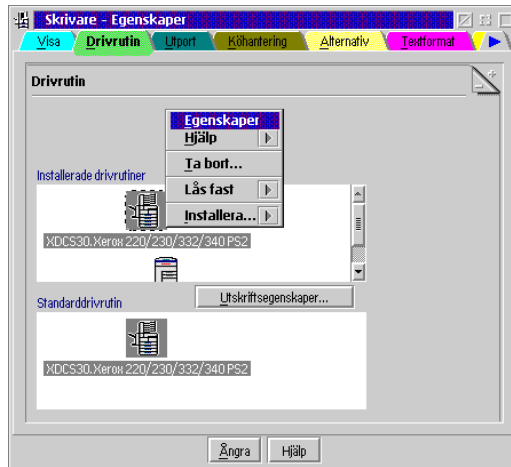 Skrivare - Egenskaper
Visa Drivrutin Utport Köhantering Alternativ Textformat
Drivrutin
Egenskaper
Hjälp
Ta bort...
Installerade drivrutiner
Lås fast
Installera...
XDCS30.Xerox 220/230/332/340 PS2
Utskriftsegenskaper...
Standarddrivrutin
XDCS30.Xerox 220/230/332/340 PS2
Ångra Hjälp